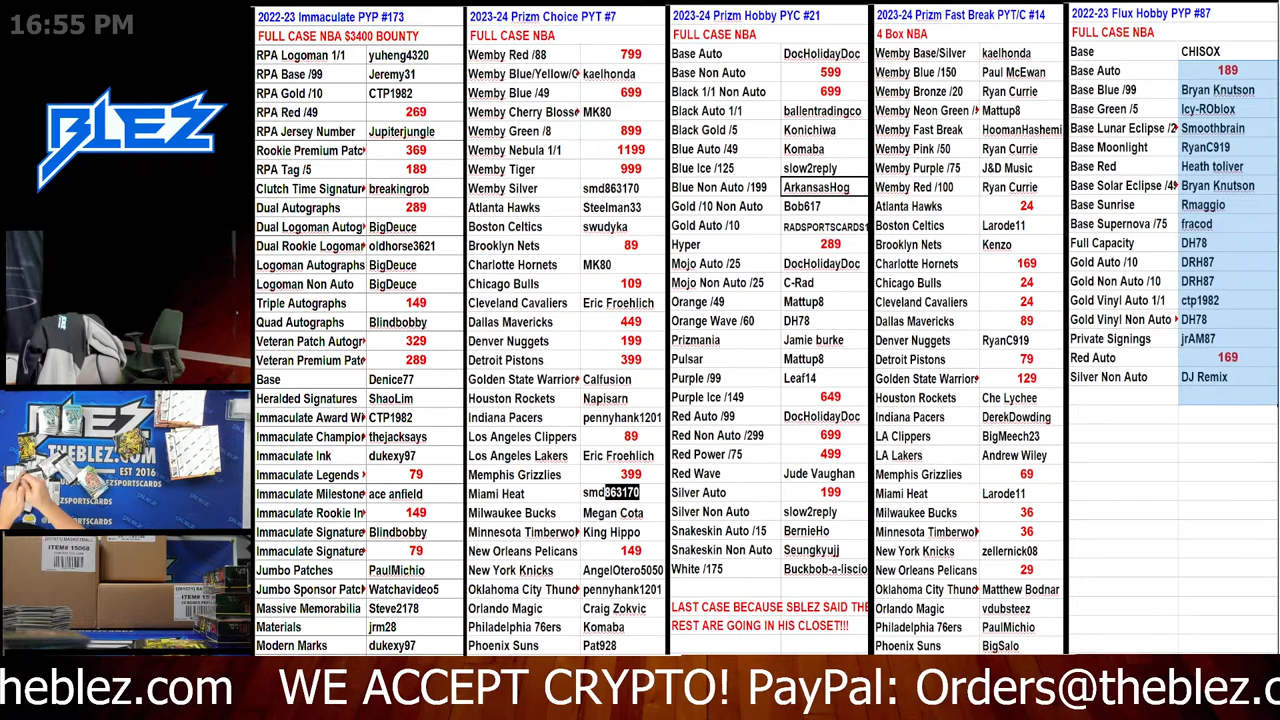 16:55 PM
BLEZ
2022-23 Immaculate PYP #173
FULL CASE NBA $3400 BOUNTY
RPA Logoman 1/1 yuheng4320
RPA Base /99 Jeremy31
RPA Gold /10 CTP1982
RPA Red /49 269
RPA Jersey Number Jupiterjungle
Rookie Premium Patc 369
RPA Tag /5 189
Clutch Time Signatur breakingrob
Dual Autographs 289
Dual Logoman Autog BigDeuce
Dual Rookie Logomar oldhorse3621
Logoman Autographs BigDeuce
Logoman Non Auto BigDeuce
Triple Autographs 149
Quad Autographs Blindbobby
Veteran Patch Autogr 329
Veteran Premium Pate 289
Base Denice77
Heralded Signatures ShaoLim
Immaculate Award W CTP1982
Immaculate Champio thejacksays
Immaculate Ink dukexy97
Immaculate Legends 79
Immaculate Milestone ace anfield
Immaculate Rookie In 149
Immaculate Signature Blindbobby
Immaculate Signature 79
Jumbo Patches PaulMichio
Jumbo Sponsor Patc Watchavideo5
Massive Memorabilia Steve2178
Materials jrm28
Modern Marks dukexy97
2023-24 Prizm Choice PYT #7
FULL CASE NBA
Wemby Red /88 799
Wemby Blue/Yellow/G kaelhonda
Wemby Blue /49 699
Wemby Cherry Blosso MK80
Wemby Green /8 899
Wemby Nebula 1/1 1199
Wemby Tiger 999
Wemby Silver smd863170
Atlanta Hawks Steelman33
Boston Celtics swudyka
Brooklyn Nets 89
Charlotte Hornets MK80
Chicago Bulls 109
Cleveland Cavaliers Eric Froehlich
Dallas Mavericks 449
Denver Nuggets 199
Detroit Pistons 399
Golden State Warrior Calfusion
Houston Rockets Napisarn
Indiana Pacers pennyhank1201
Los Angeles Clippers 89
Los Angeles Lakers Eric Froehlich
Memphis Grizzlies 399
Miami Heat smd863170
Milwaukee Bucks Megan Cota
Minnesota Timberwo King Hippo
New Orleans Pelicans 149
New York Knicks AngelOtero5050
Oklahoma City Thun pennyhank1201
Orlando Magic Craig Zokvic
Philadelphia 76ers Komaba
Phoenix Suns Pat928
2023-24 Prizm Hobby PYC #21
FULL CASE NBA
Base Auto DocHolidayDoc
Base Non Auto 599
Black 1/1 Non Auto 699
Black Auto 1/1 ballentradingco
Black Gold /5 Konichiwa
Blue Auto /49 Komaba
Blue Ice /125 slow2reply
Blue Non Auto /199 ArkansasHog
Gold /10 Non Auto Bob617
Gold Auto /10 RADSPORTSCARDS1
Hyper 289
Mojo Auto /25 DocHolidayDoc
Mojo Non Auto /25 C-Rad
Orange /49 Mattup8
Orange Wave /60 DH78
Prizmania Jamie burke
Pulsar Mattup8
Purple /99 Leaf14
Purple Ice /149 649
Red Auto /99 DocHolidayDoc
Red Non Auto /299 699
Red Power /75 499
Red Wave Jude Vaughan
Silver Auto 199
Silver Non Auto slow2reply
Snakeskin Auto /15 BernieHo
Snakeskin Non Auto Seungkyujj
White /175 Buckbob-a-liscio
LAST CASE BECAUSE SBLEZ SAID THE
REST ARE GOING IN HIS CLOSET!!!
2023-24 Prizm Fast Break PYT/C #14
4 Box NBA
Wemby Base/Silver kaelhonda
Wemby Blue /150 Paul McEwan
Wemby Bronze /20 Ryan Currie
Wemby Neon Green / Mattup8
Wemby Fast Break HoomanHashemi
Wemby Pink /50 Ryan Currie
Wemby Purple /75 J&D Music
Wemby Red /100 Ryan Currie
Atlanta Hawks 24
Boston Celtics Larode11
Brooklyn Nets Kenzo
Charlotte Hornets 169
Chicago Bulls 24
Cleveland Cavaliers 24
Dallas Mavericks 89
Denver Nuggets RyanC919
Detroit Pistons 79
Golden State Warrior 129
Houston Rockets Che Lychee
Indiana Pacers DerekDowding
LA Clippers BigMeech23
LA Lakers Andrew Wiley
Memphis Grizzlies 69
Miami Heat Larode11
Milwaukee Bucks 36
Minnesota Timberwo 36
New York Knicks zellernick08
New Orleans Pelicans 29
Oklahoma City Thund Matthew Bodnar
Orlando Magic vdubsteez
Philadelphia 76ers PaulMichio
Phoenix Suns BigSalo
2022-23 Flux Hobby PYP #87
FULL CASE NBA
Base CHISOX
Base Auto 189
Base Blue /99 Bryan Knutson
Base Green /5 Icy-ROblox
Base Lunar Eclipse /2 Smoothbrain
Base Moonlight RyanC919
Base Red Heath toliver
Base Solar Eclipse /49 Bryan Knutson
Base Sunrise Rmaggio
Base Supernova /75 fracod
Full Capacity DH78
Gold Auto /10 DRH87
Gold Non Auto /10 DRH87
Gold Vinyl Auto 1/1 ctp1982
Gold Vinyl Non Auto DH78
Private Signings jrAM87
Red Auto 169
Silver Non Auto DJ Remix
BLEZ
THEBLEZ.COM
EST 2016
ITEM# 15068
heblez.com WE ACCEPT CRYPTO! PayPal: Orders@theblez.c